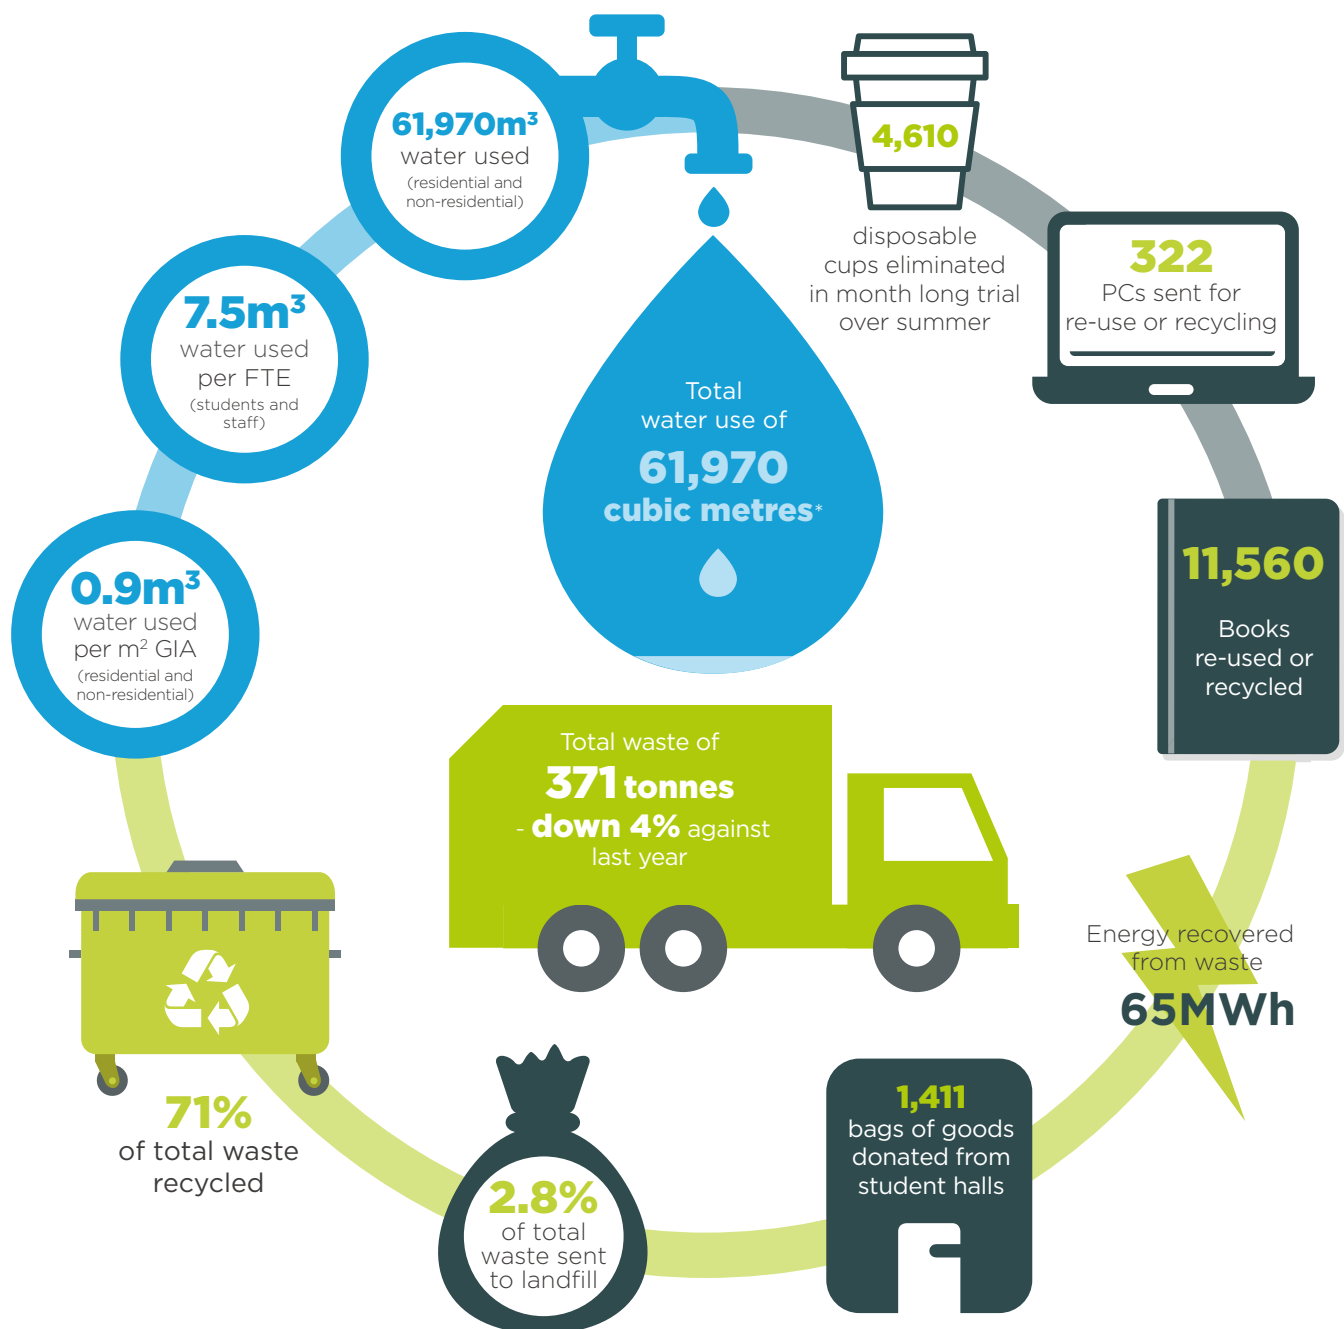 61,970m³
water used
(residential and
non-residential)
4,610
disposable
cups eliminated
in month long trial
over summer
322
PCs sent for
re-use or recycling
7.5m³
water used
per FTE
(students and
staff)
Total
water use of
61,970
cubic metres*
11,560
Books
re-used or
recycled
0.9m³
water used
per m² GIA
(residential and
non-residential)
Total waste of
371 tonnes
- down 4% against
last year
Energy recovered
from waste
65MWh
71%
of total waste
recycled
2.8%
of total
waste sent
to landfill
1,411
bags of goods
donated from
student halls